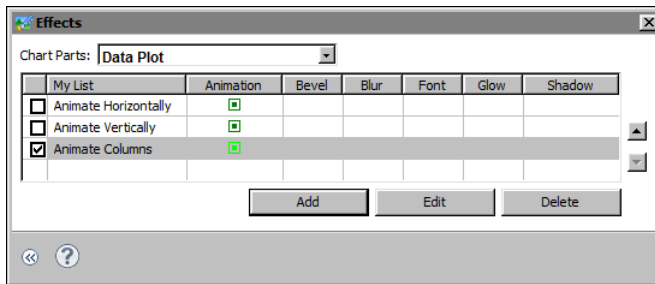 Effects
Chart Parts: Data Plot
My List Animation Bevel Blur Font Glow Shadow
Animate Horizontally
Animate Vertically
Animate Columns
Add Edit Delete
?